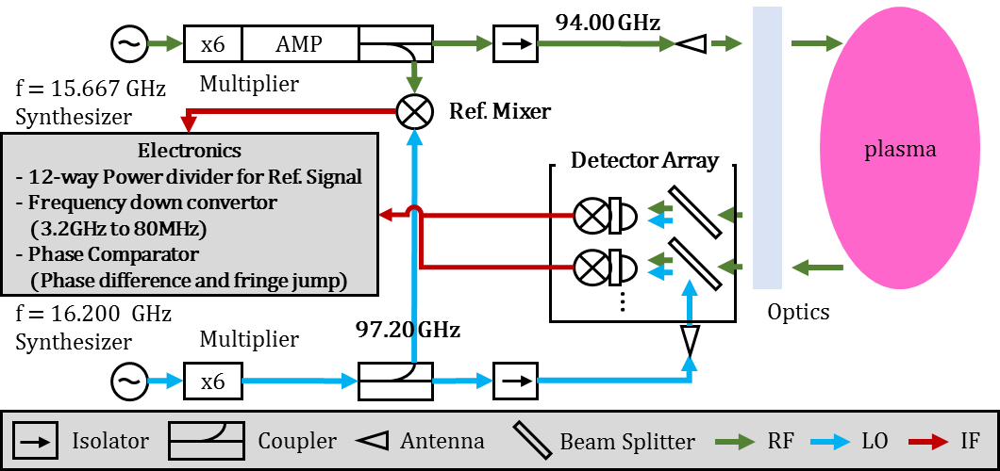 x6
AMP
94.00 GHz
Multiplier
f = 15.667 GHz
Synthesizer
Ref. Mixer
plasma
Electronics
- 12-way Power divider for Ref. Signal
- Frequency down convertor
(3.2GHz to 80MHz)
- Phase Comparator
(Phase difference and fringe jump)
Detector Array
Optics
f = 16.200 GHz
Synthesizer
Multiplier
97.20 GHz
x6
Isolator
Coupler
Antenna
Beam Splitter
RF
LO
IF